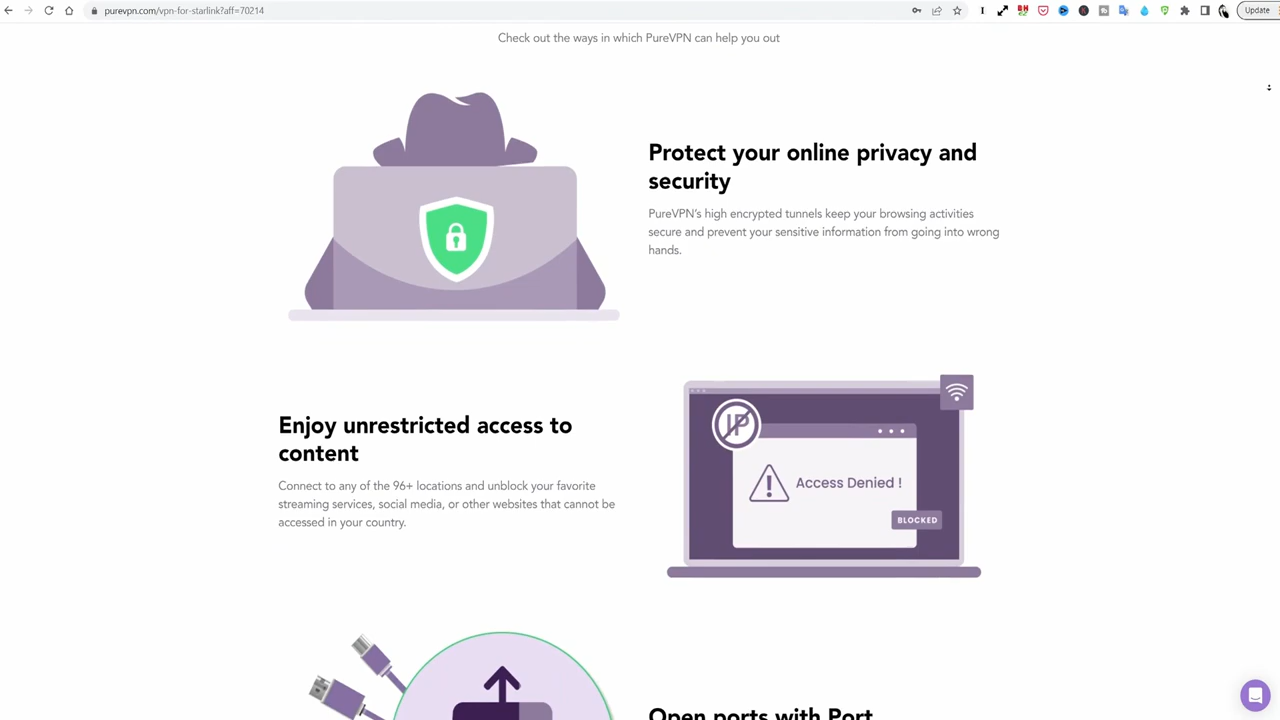 purevpn.com/vpn-for-starlink?aff=70214
Update
Check out the ways in which PureVPN can help you out
Protect your online privacy and
security
PureVPN's high encrypted tunnels keep your browsing activities
secure and prevent your sensitive information from going into wrong
hands.
Enjoy unrestricted access to
content
Connect to any of the 96+ locations and unblock your favorite
streaming services, social media, or other websites that cannot be
accessed in your country.
IP
Access Denied !
BLOCKED
Open ports with Port